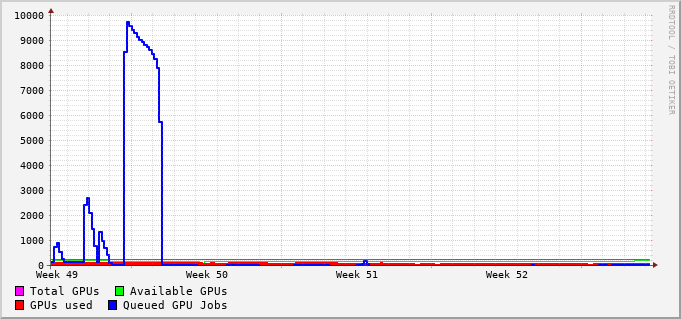 10000
9000
8000
7000
6000
5000
4000
3000
2000
1000
0
Week 49 Week 50 Week 51 Week 52
Total GPUs Available GPUs
GPUs used Queued GPU Jobs
RRDTOOL / TOBI OETIKER